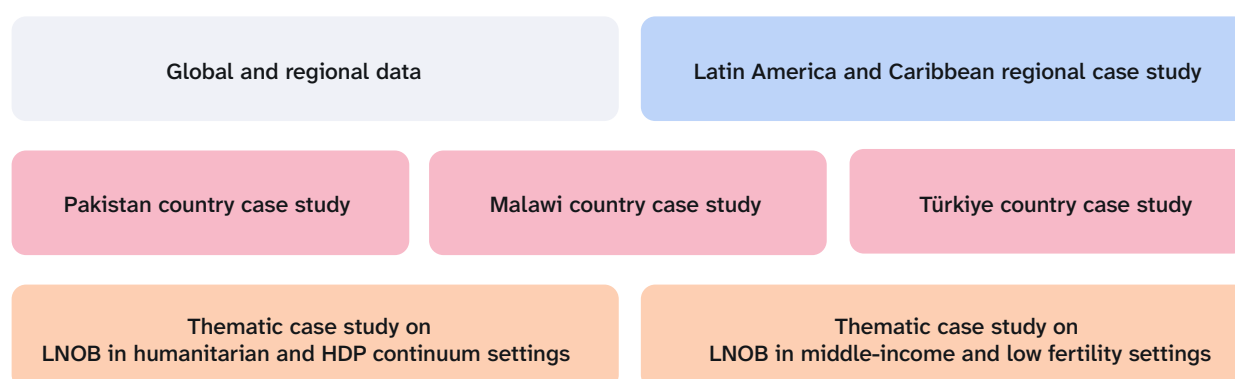 Global and regional data
Latin America and Caribbean regional case study
Pakistan country case study
Malawi country case study
Türkiye country case study
Thematic case study on
LNOB in humanitarian and HDP continuum settings
Thematic case study on
LNOB in middle-income and low fertility settings